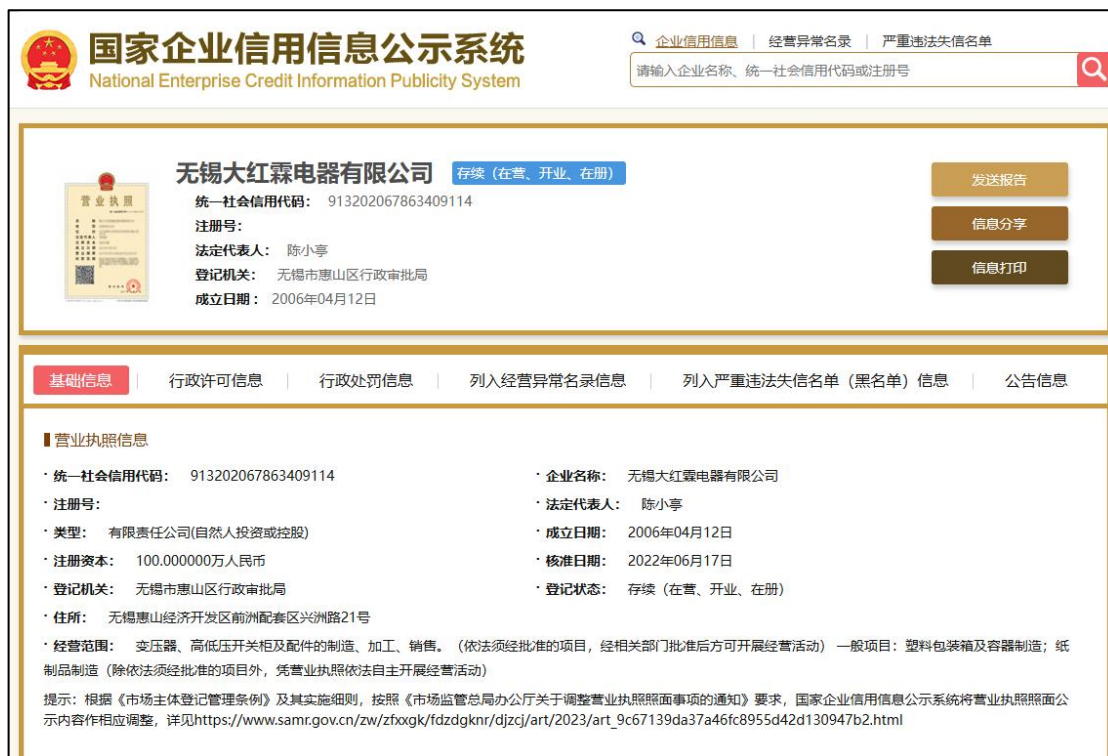 国家企业信用信息公示系统
National Enterprise Credit Information Publicity System
企业信用信息 | 经营异常名录 | 严重违法失信名单
请输入企业名称、统一社会信用代码或注册号
营业执照
无锡大红霖电器有限公司 存续（在营、开业、在册）
统一社会信用代码： 913202067863409114
注册号：
法定代表人： 陈小亭
登记机关： 无锡市惠山区行政审批局
成立日期： 2006年04月12日
发送报告
信息分享
信息打印
基础信息 | 行政许可信息 | 行政处罚信息 | 列入经营异常名录信息 | 列入严重违法失信名单（黑名单）信息 | 公告信息
营业执照信息
· 统一社会信用代码： 913202067863409114
· 企业名称： 无锡大红霖电器有限公司
· 注册号：
· 法定代表人： 陈小亭
· 类型： 有限责任公司(自然人投资或控股)
· 成立日期： 2006年04月12日
· 注册资本： 100.000000万人民币
· 核准日期： 2022年06月17日
· 登记机关： 无锡市惠山区行政审批局
· 登记状态： 存续（在营、开业、在册）
· 住所： 无锡惠山经济开发区前洲配套区兴洲路21号
· 经营范围： 变压器、高低压开关柜及配件的制造、加工、销售。（依法须经批准的项目，经相关部门批准后方可开展经营活动） 一般项目：塑料包装箱及容器制造；纸
制品制造（除依法须经批准的项目外，凭营业执照依法自主开展经营活动）
提示：根据《市场主体登记管理条例》及其实施细则，按照《市场监管总局办公厅关于调整营业执照照面事项的通知》要求，国家企业信用信息公示系统将营业执照照面公
示内容作相应调整，详见https://www.samr.gov.cn/zw/zfxxgk/fdzdgknr/djzcj/art/2023/art_9c67139da37a46fc8955d42d130947b2.html